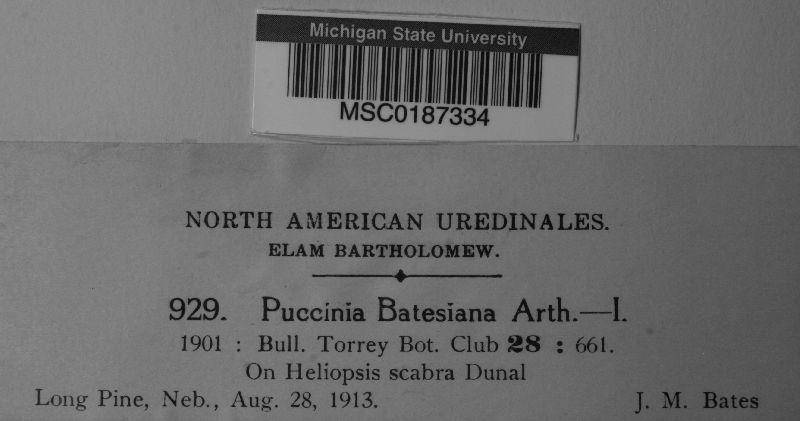 Michigan State University
MSC0187334
NORTH AMERICAN UREDINALES.
ELAM BARTHOLOMEW.
929. Puccinia Batesiana Arth.—I.
1901 : Bull. Torrey Bot. Club 28 : 661.
On Heliopsis scabra Dunal
Long Pine, Neb., Aug. 28, 1913. J. M. Bates